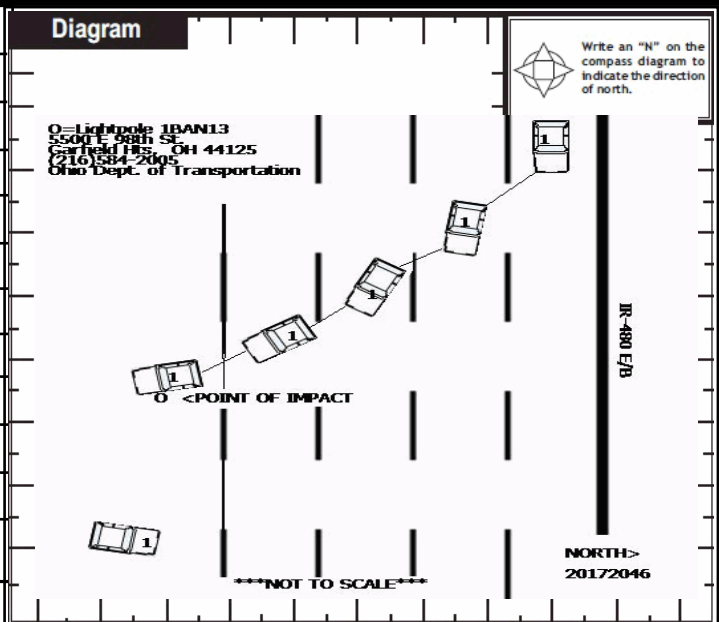 Diagram
Write an “N” on the
compass diagram to
indicate the direction
of north.
O=Lightpole 1BAN13
5500 E 98th St.
Garfield Hts, OH 44125
(216)584-2005
Ohio Dept. of Transportation
1
1
1
1
1
O <POINT OF IMPACT
IR-480 E/B
1
NORTH>
20172046
***NOT TO SCALE***